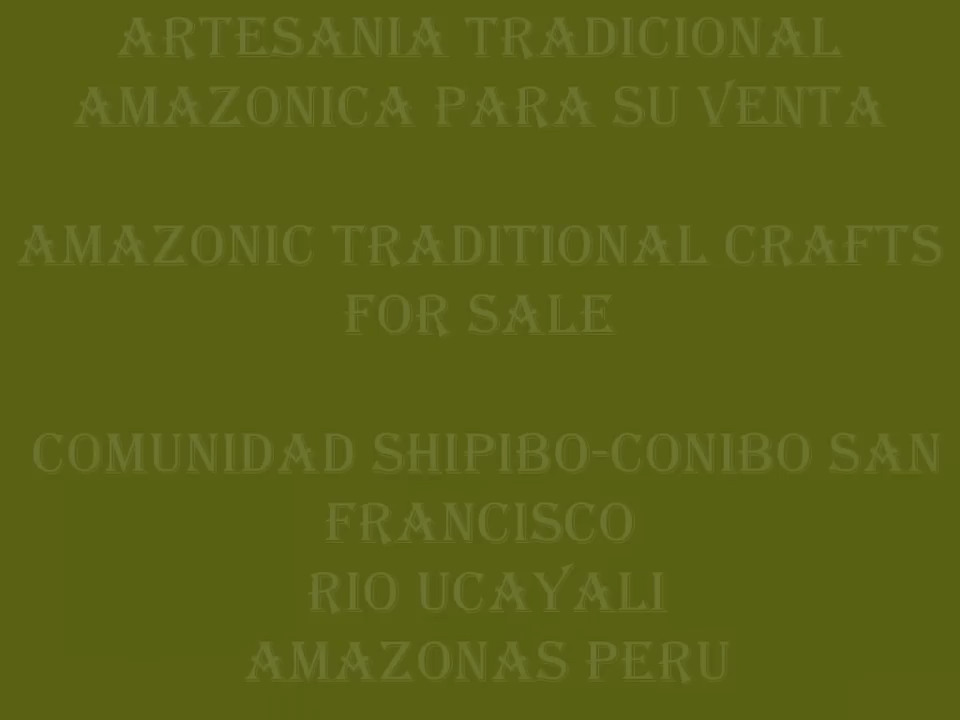 ARTESANIA TRADICIONAL
AMAZONICA PARA SU VENTA
AMAZONIC TRADITIONAL CRAFTS
FOR SALE
COMUNIDAD SHIPIBO-CONIBO SAN
FRANCISCO
RIO UCAYALI
AMAZONAS PERU